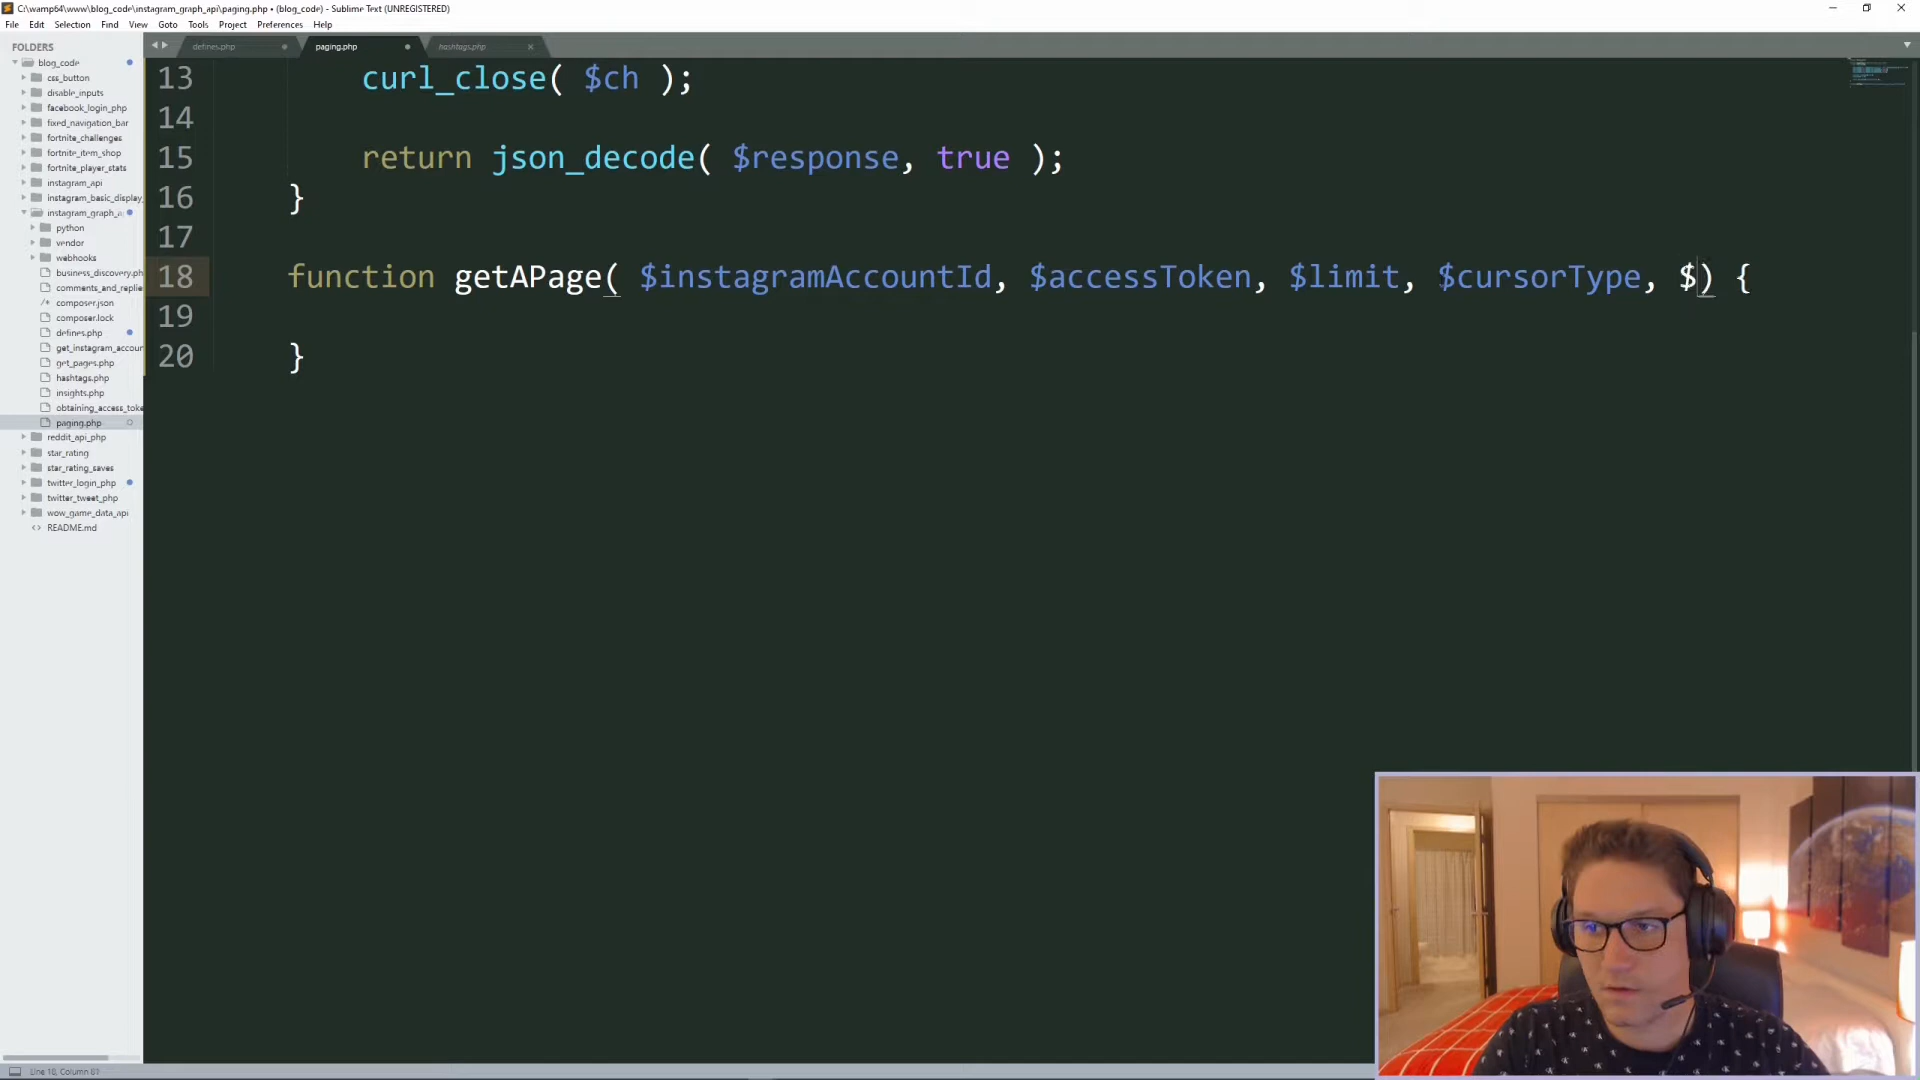 C:\wamp64\www\blog_code\instagram_graph_api\paging.php • (blog_code) - Sublime Text (UNREGISTERED)
File Edit Selection Find View Goto Tools Project Preferences Help
FOLDERS
blog_code
css_button
disable_inputs
facebook_login_php
fixed_navigation_bar
fortnite_challenges
fortnite_item_shop
fortnite_player_stats
instagram_api
instagram_basic_display_
instagram_graph_a
python
vendor
webhooks
business_discovery.ph
comments_and_replie
composer.json
composer.lock
defines.php
get_instagram_accoun
get_pages.php
hashtags.php
insights.php
obtaining_access_toke
paging.php
reddit_api_php
star_rating
star_rating_saves
twitter_login_php
twitter_tweet_php
wow_game_data_api
README.md
defines.php paging.php hashtags.php
13 curl_close( $ch );
14
15 return json_decode( $response, true );
16 }
17
18 function getAPage( $instagramAccountId, $accessToken, $limit, $cursorType, $) {
19
20 }